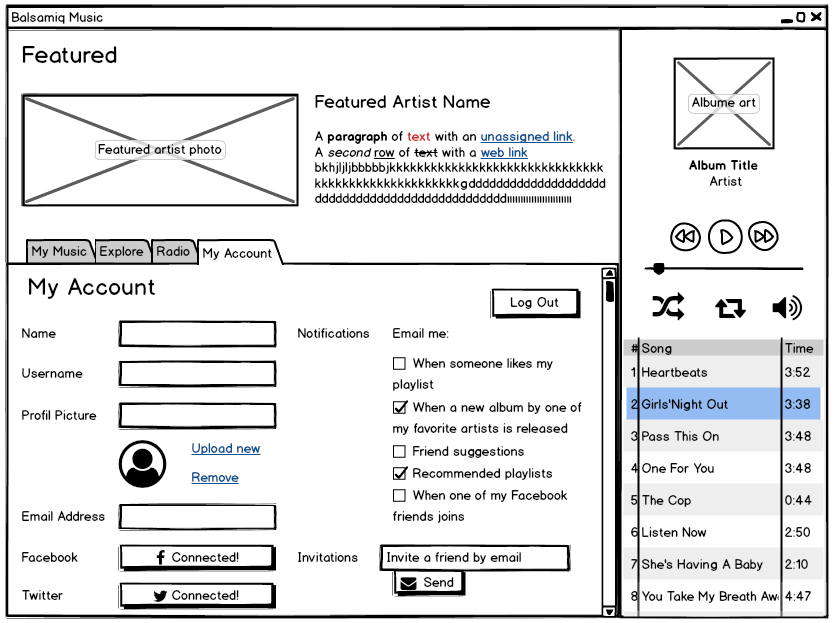 Balsamiq Music
Featured
Featured artist photo
Featured Artist Name
A paragraph of text with an unassigned link.
A second row of text with a web link
bkhjljljbbbbbjkkkkkkkkkkkkkkkkkkkkkkkkkkkkkkk
kkkkkkkkkkkkkkkkkkkkkgdddddddddddddddddddd
dddddddddddddddddddddddddddlllllllllllllllllllllllll
My Music
Explore
Radio
My Account
My Account
Log Out
Name
Username
Profil Picture
Upload new
Remove
Email Address
Facebook
Connected!
Twitter
Connected!
Notifications
Email me:
When someone likes my
playlist
When a new album by one of
my favorite artists is released
Friend suggestions
Recommended playlists
When one of my Facebook
friends joins
Invitations
Invite a friend by email
Send
Albume art
Album Title
Artist
# Song Time
1 Heartbeats 3:52
2 Girls'Night Out 3:38
3 Pass This On 3:48
4 One For You 3:48
5 The Cop 0:44
6 Listen Now 2:50
7 She's Having A Baby 2:10
8 You Take My Breath Aw 4:47